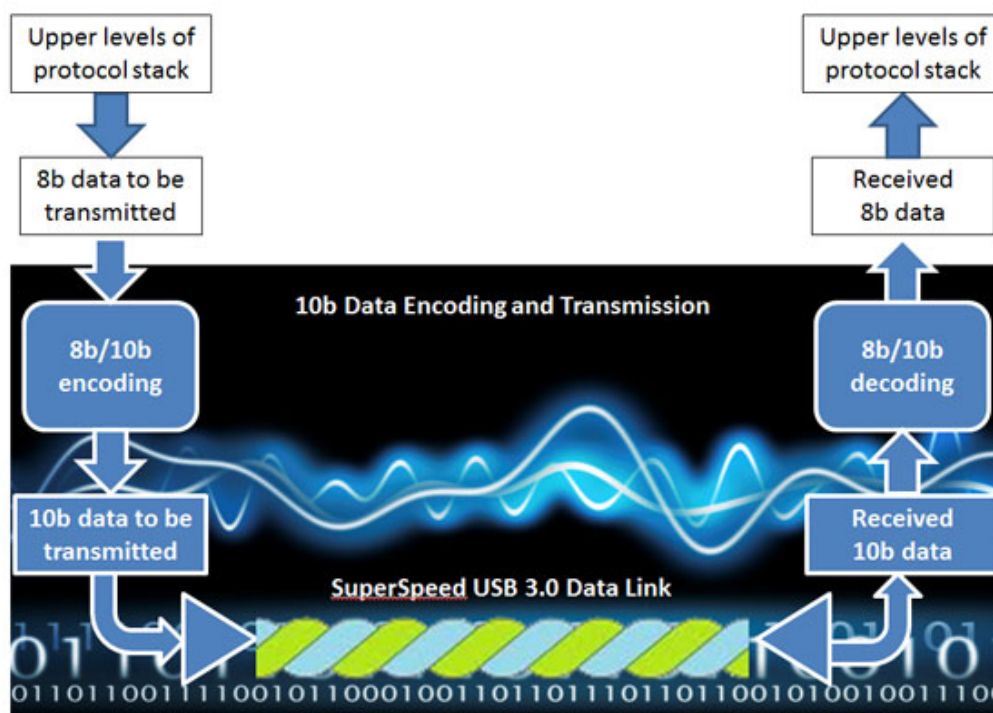 Upper levels of
protocol stack
8b data to be
transmitted
8b/10b
encoding
10b data to be
transmitted
Upper levels of
protocol stack
Received
8b data
8b/10b
decoding
Received
10b data
10b Data Encoding and Transmission
SuperSpeed USB 3.0 Data Link